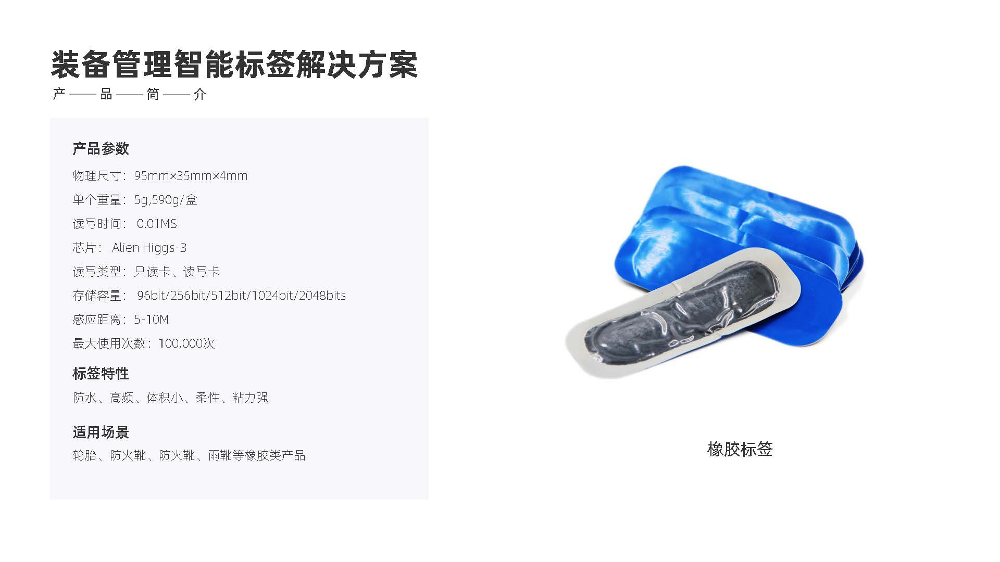 装备管理智能标签解决方案
产——品——简——介
产品参数
物理尺寸：95mm×35mm×4mm
单个重量：5g,590g/盒
读写时间： 0.01MS
芯片： Alien Higgs-3
读写类型：只读卡、读写卡
存储容量： 96bit/256bit/512bit/1024bit/2048bits
感应距离：5-10M
最大使用次数：100,000次
标签特性
防水、高频、体积小、柔性、粘力强
适用场景
轮胎、防火靴、防火靴、雨靴等橡胶类产品
橡胶标签